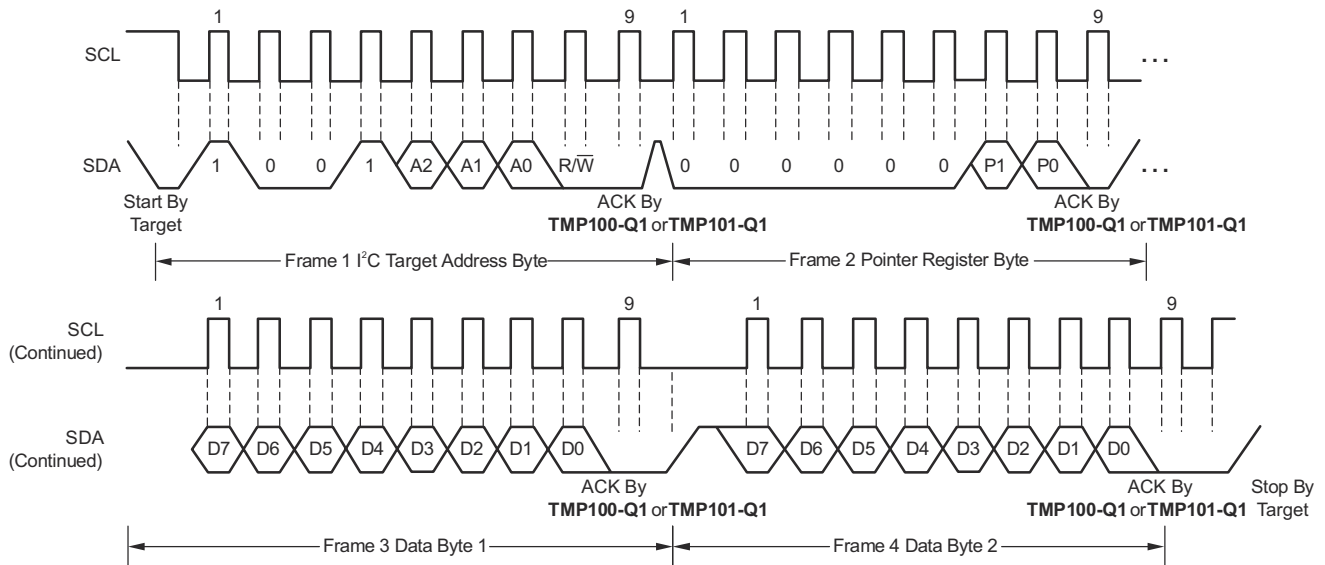 1 9 1 9
SCL ...
SDA 1 0 0 1 A2 A1 A0 R/W̅ 0 0 0 0 0 0 P1 P0 ...
Start By Target
ACK By TMP100-Q1 or TMP101-Q1
ACK By TMP100-Q1 or TMP101-Q1
Frame 1 I²C Target Address Byte
Frame 2 Pointer Register Byte
1 9 1 9
SCL (Continued)
SDA (Continued) D7 D6 D5 D4 D3 D2 D1 D0 D7 D6 D5 D4 D3 D2 D1 D0
ACK By TMP100-Q1 or TMP101-Q1
ACK By TMP100-Q1 or TMP101-Q1
Stop By Target
Frame 3 Data Byte 1
Frame 4 Data Byte 2